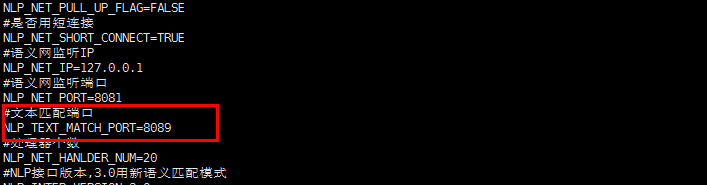 NLP_NET_PULL_UP_FLAG=FALSE
#是否用短连接
NLP_NET_SHORT_CONNECT=TRUE
#语义网监听IP
NLP_NET_IP=127.0.0.1
#语义网监听端口
NLP_NET_PORT=8081
#文本匹配端口
NLP_TEXT_MATCH_PORT=8089
#处理器个数
NLP_NET_HANLDER_NUM=20
#NLP接口版本,3.0用新语义匹配模式